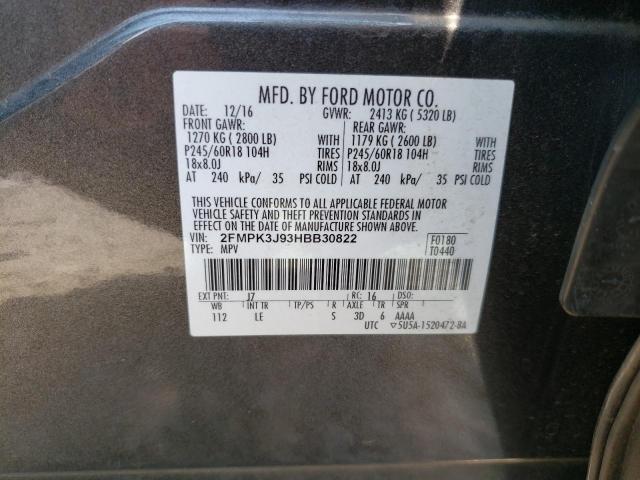 MFD. BY FORD MOTOR CO.
DATE: 12/16 GVWR: 2413 KG ( 5320 LB)
FRONT GAWR: REAR GAWR:
1270 KG ( 2800 LB) WITH 1179 KG ( 2600 LB) WITH
P245/60R18 104H TIRES P245/60R18 104H TIRES
18x8.0J RIMS 18x8.0J RIMS
AT 240 kPa/ 35 PSI COLD AT 240 kPa/ 35 PSI COLD
THIS VEHICLE CONFORMS TO ALL APPLICABLE FEDERAL MOTOR
VEHICLE SAFETY AND THEFT PREVENTION STANDARDS IN
EFFECT ON THE DATE OF MANUFACTURE SHOWN ABOVE.
VIN: 2FMPK3J93HBB30822 F0180
TYPE: MPV T0440
EXT PNT: J7 RC: 16 DSO:
WB INT TR TP/PS R AXLE TR SPR
112 LE S 3D 6 AAAA
UTC ▽5U5A-1520472-BA